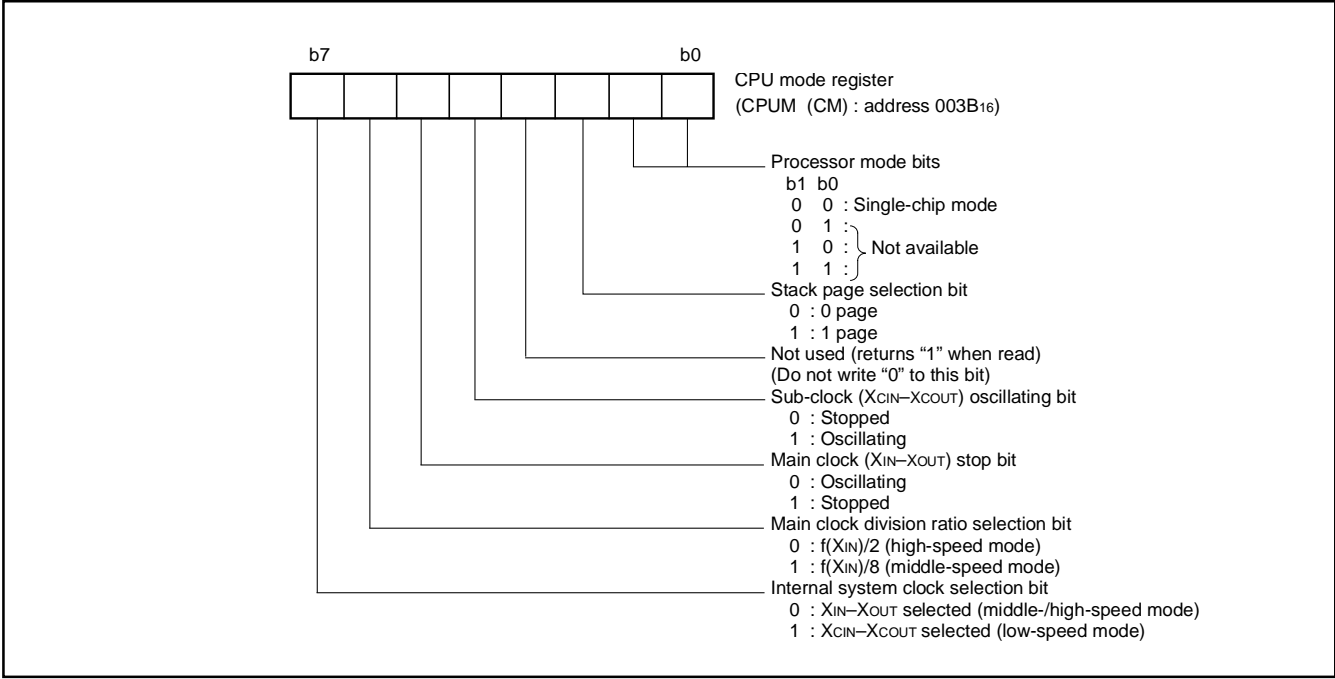 b7 b0
CPU mode register
(CPUM (CM) : address 003B16)
Processor mode bits
b1 b0
0 0 : Single-chip mode
0 1 :
1 0 : Not available
1 1 :
Stack page selection bit
0 : 0 page
1 : 1 page
Not used (returns “1” when read)
(Do not write “0” to this bit)
Sub-clock (XCIN–XCOUT) oscillating bit
0 : Stopped
1 : Oscillating
Main clock (XIN–XOUT) stop bit
0 : Oscillating
1 : Stopped
Main clock division ratio selection bit
0 : f(XIN)/2 (high-speed mode)
1 : f(XIN)/8 (middle-speed mode)
Internal system clock selection bit
0 : XIN–XOUT selected (middle-/high-speed mode)
1 : XCIN–XCOUT selected (low-speed mode)